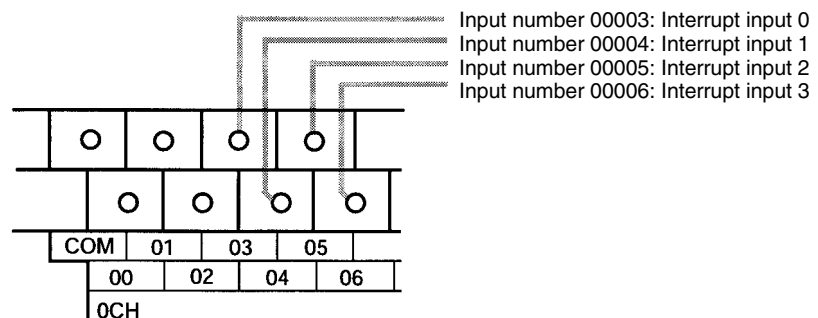 Input number 00003: Interrupt input 0
Input number 00004: Interrupt input 1
Input number 00005: Interrupt input 2
Input number 00006: Interrupt input 3
COM 01 03 05
00 02 04 06
0CH